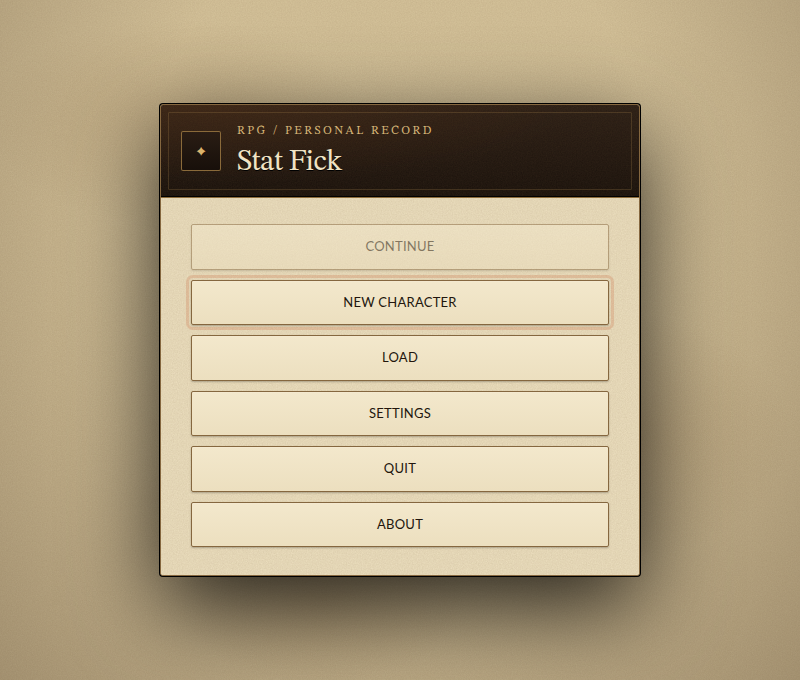 RPG / PERSONAL RECORD
Stat Fick
CONTINUE
NEW CHARACTER
LOAD
SETTINGS
QUIT
ABOUT